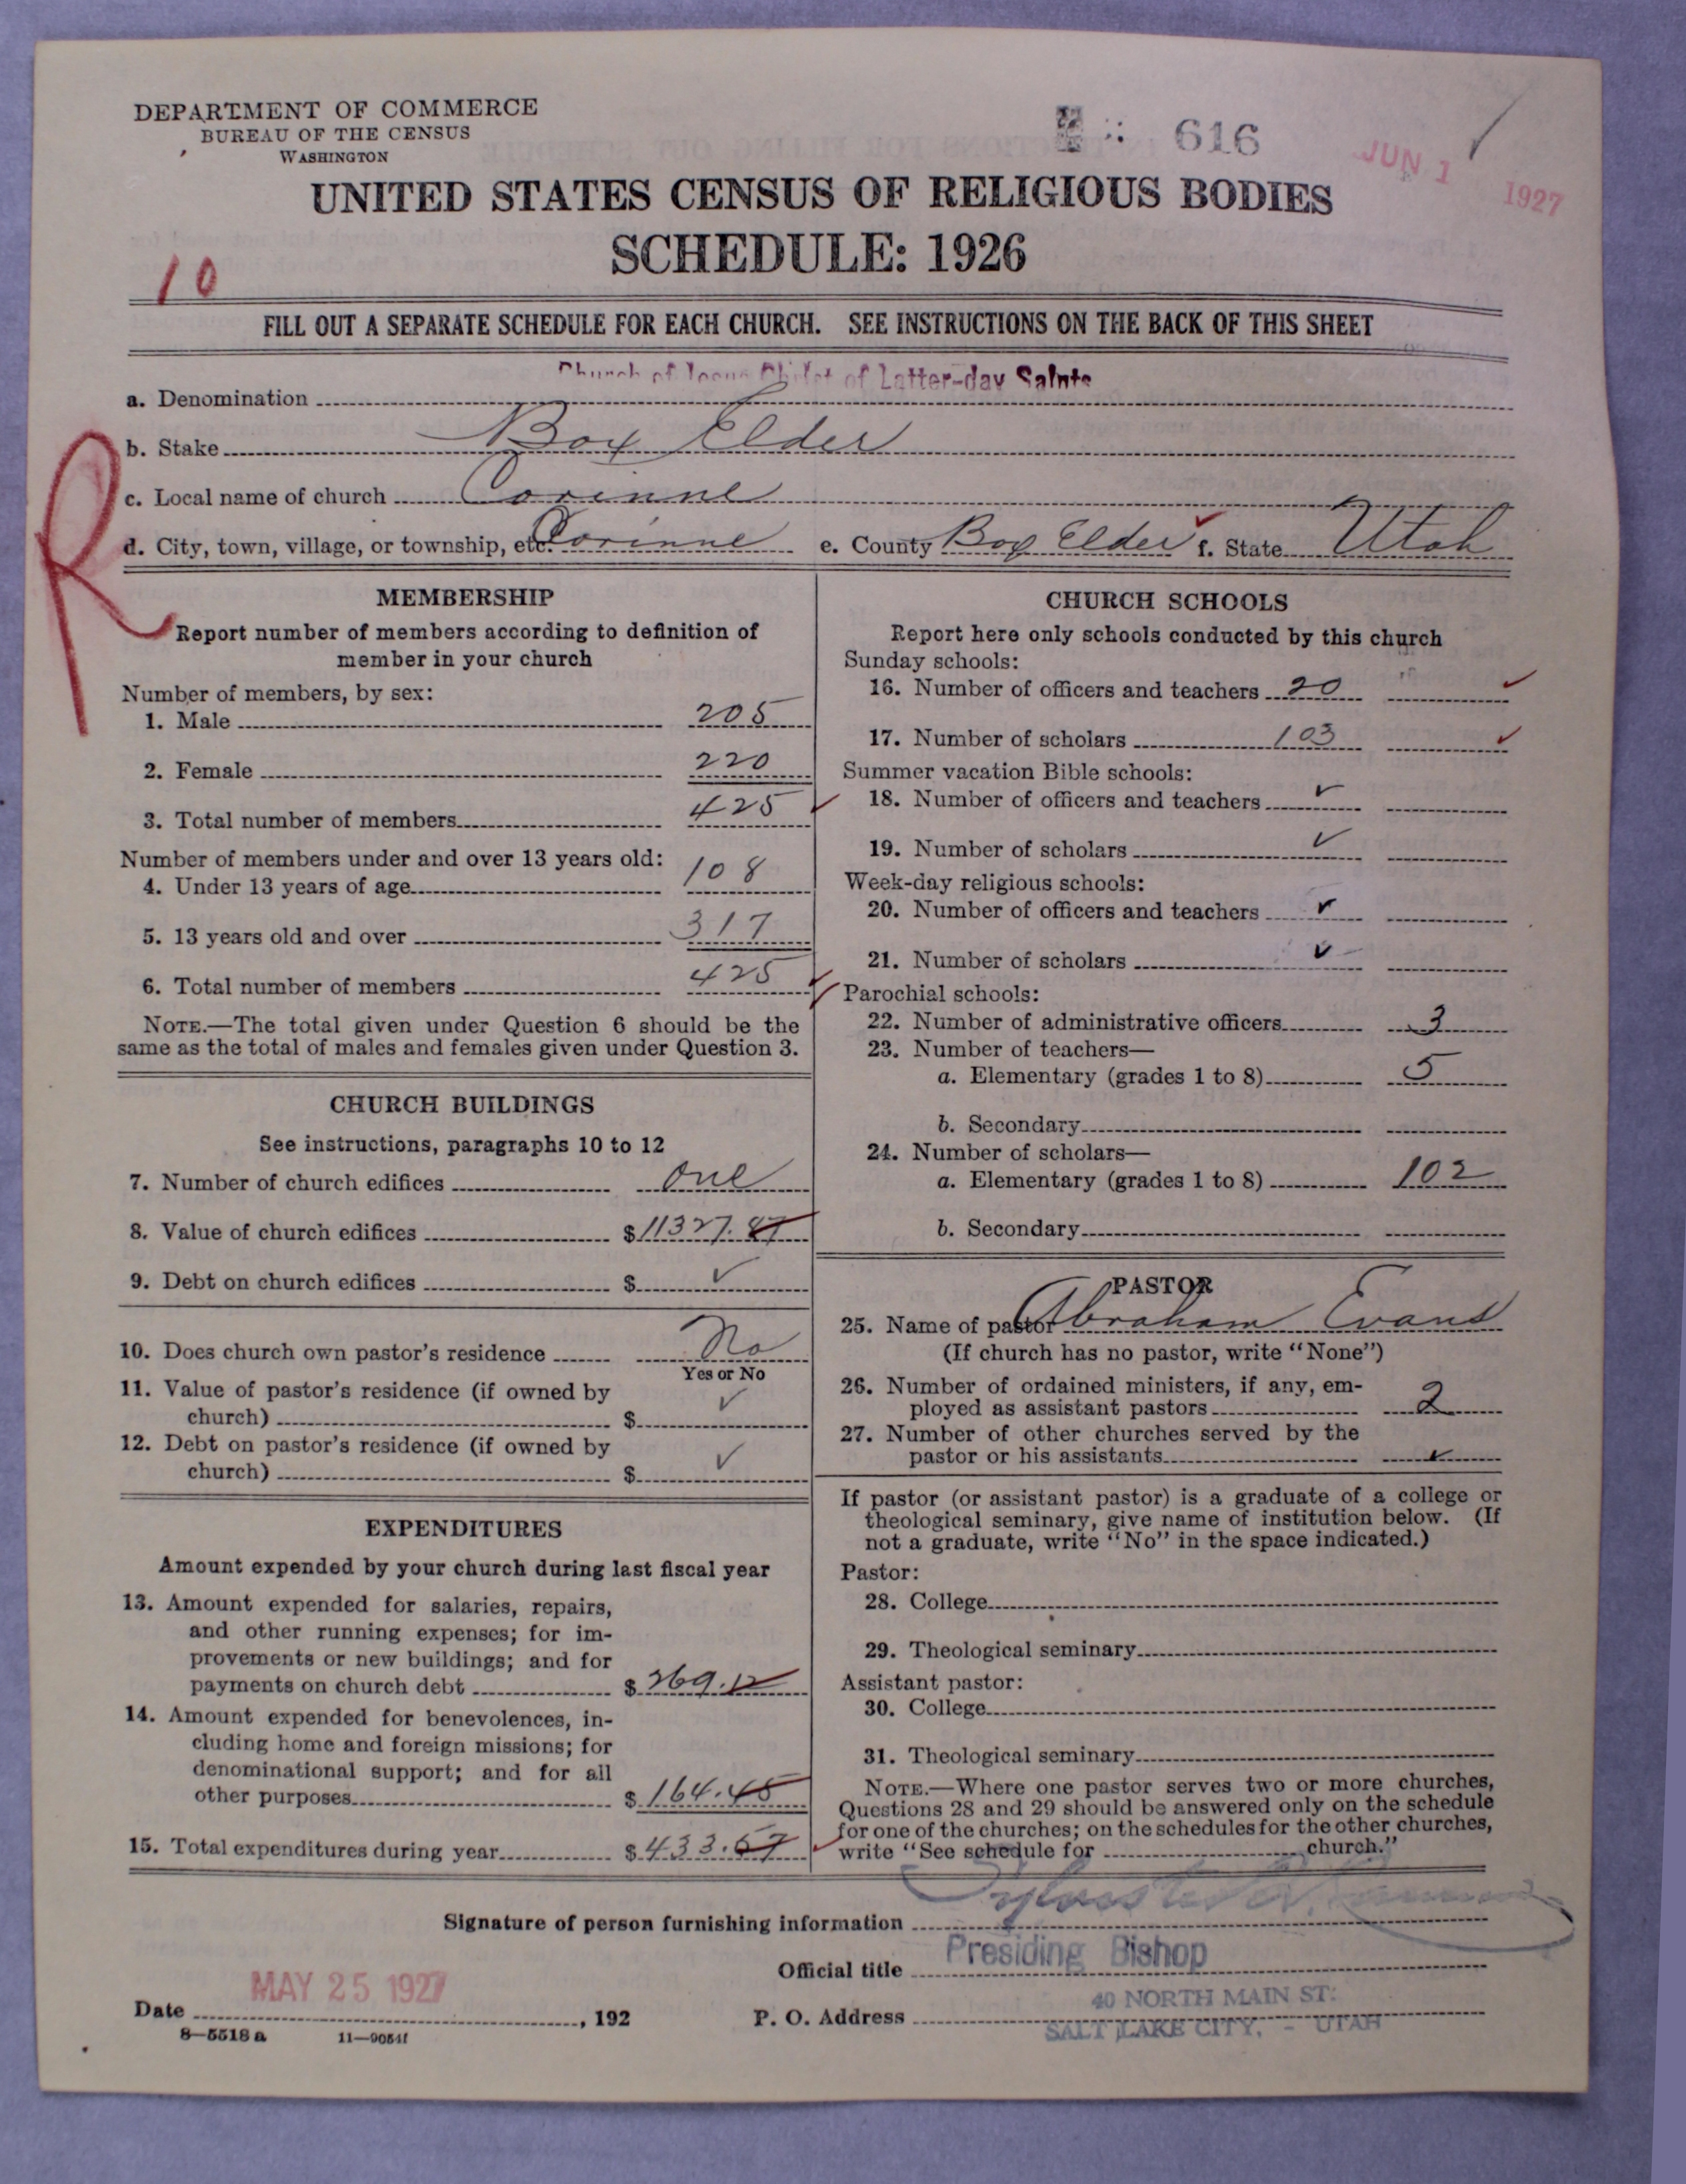 DEPARTMENT OF COMMERCE
BUREAU OF THE CENSUS
WASHINGTON
616
JUN 1 1927
UNITED STATES CENSUS OF RELIGIOUS BODIES
SCHEDULE: 1926
10
FILL OUT A SEPARATE SCHEDULE FOR EACH CHURCH. SEE INSTRUCTIONS ON THE BACK OF THIS SHEET
R
a. Denomination Church of Jesus Christ of Latter-day Saints
b. Stake Box Elder
c. Local name of church Corinne
d. City, town, village, or township, etc. Corinne e. County Box Elder f. State Utah
MEMBERSHIP
Report number of members according to definition of
member in your church
Number of members, by sex:
1. Male 205
2. Female 220
3. Total number of members 425
Number of members under and over 13 years old:
4. Under 13 years of age 108
5. 13 years old and over 317
6. Total number of members 425
NOTE.—The total given under Question 6 should be the
same as the total of males and females given under Question 3.
CHURCH BUILDINGS
See instructions, paragraphs 10 to 12
7. Number of church edifices one
8. Value of church edifices $ 11327.87
9. Debt on church edifices $ ✓
10. Does church own pastor's residence No
Yes or No
11. Value of pastor's residence (if owned by
church) $ ✓
12. Debt on pastor's residence (if owned by
church) $ ✓
EXPENDITURES
Amount expended by your church during last fiscal year
13. Amount expended for salaries, repairs,
and other running expenses; for im-
provements or new buildings; and for
payments on church debt $ 269.12
14. Amount expended for benevolences, in-
cluding home and foreign missions; for
denominational support; and for all
other purposes $ 164.45
15. Total expenditures during year $ 433.57
CHURCH SCHOOLS
Report here only schools conducted by this church
Sunday schools:
16. Number of officers and teachers 20
17. Number of scholars 103
Summer vacation Bible schools:
18. Number of officers and teachers ✓
19. Number of scholars ✓
Week-day religious schools:
20. Number of officers and teachers ✓
21. Number of scholars ✓
Parochial schools:
22. Number of administrative officers 3
23. Number of teachers—
a. Elementary (grades 1 to 8) 5
b. Secondary
24. Number of scholars—
a. Elementary (grades 1 to 8) 102
b. Secondary
PASTOR
25. Name of pastor Abraham Evans
(If church has no pastor, write "None")
26. Number of ordained ministers, if any, em-
ployed as assistant pastors 2
27. Number of other churches served by the
pastor or his assistants ✓
If pastor (or assistant pastor) is a graduate of a college or
theological seminary, give name of institution below. (If
not a graduate, write "No" in the space indicated.)
Pastor:
28. College
29. Theological seminary
Assistant pastor:
30. College
31. Theological seminary
NOTE.—Where one pastor serves two or more churches,
Questions 28 and 29 should be answered only on the schedule
for one of the churches; on the schedules for the other churches,
write "See schedule for church."
Signature of person furnishing information
Official title Presiding Bishop
Date MAY 25 1927, 192 P. O. Address 40 NORTH MAIN ST.
SALT LAKE CITY, - UTAH
8—5518 a 11—9054f